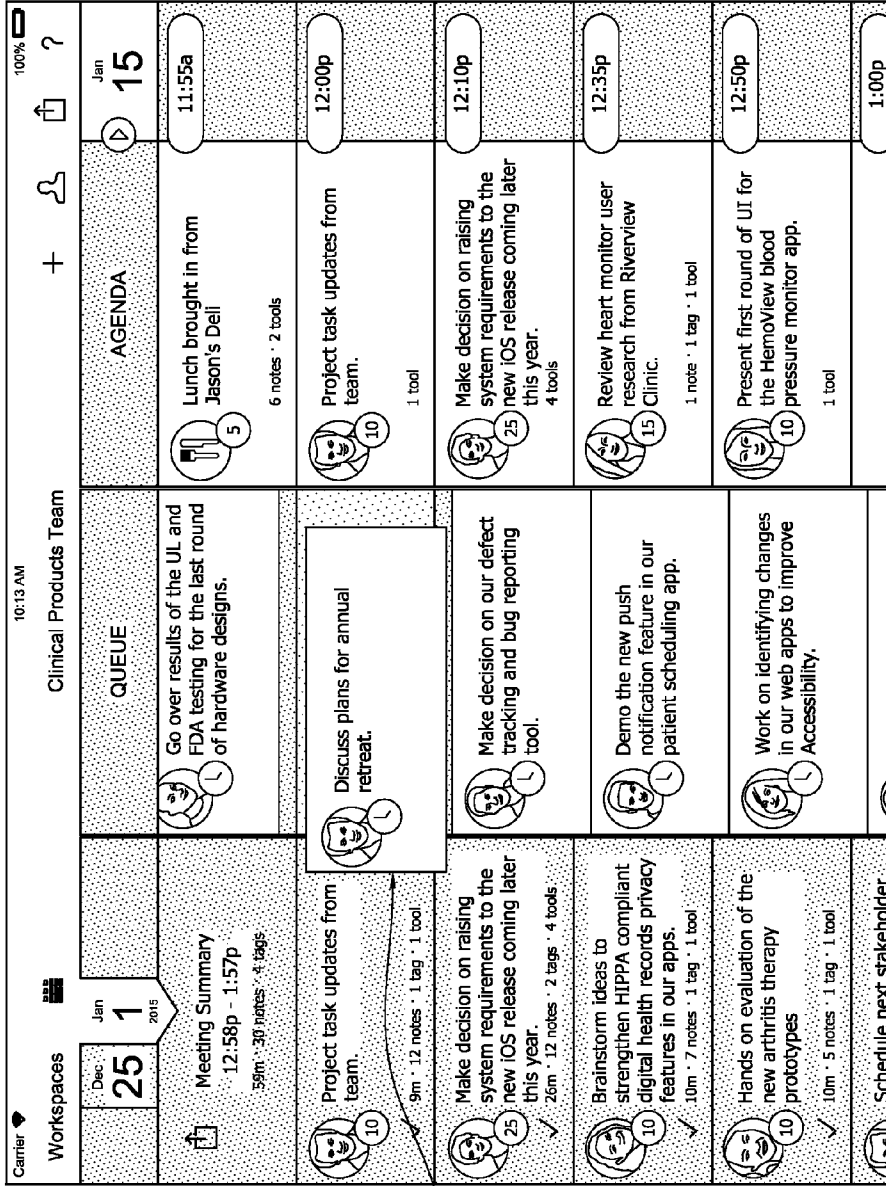 Carrier
10:13 AM
100%
Workspaces
Clinical Products Team
+
?
Dec
25
Jan
1
2015
QUEUE
AGENDA
Jan
15
Meeting Summary
12:58p - 1:57p
59m · 30 notes · 4 tags
10
Project task updates from
team.
9m · 12 notes · 1 tag · 1 tool
25
Make decision on raising
system requirements to the
new iOS release coming later
this year.
26m · 12 notes · 2 tags · 4 tools
10
Brainstorm ideas to
strengthen HIPPA compliant
digital health records privacy
features in our apps.
10m · 7 notes · 1 tag · 1 tool
10
Hands on evaluation of the
new arthritis therapy
prototypes
10m · 5 notes · 1 tag · 1 tool
Schedule next stakeholder
Go over results of the UL and
FDA testing for the last round
of hardware designs.
Discuss plans for annual
retreat.
Make decision on our defect
tracking and bug reporting
tool.
Demo the new push
notification feature in our
patient scheduling app.
Work on identifying changes
in our web apps to improve
Accessibility.
5
Lunch brought in from
Jason's Deli
6 notes · 2 tools
11:55a
10
Project task updates from
team.
1 tool
12:00p
25
Make decision on raising
system requirements to the
new iOS release coming later
this year.
4 tools
12:10p
15
Review heart monitor user
research from Riverview
Clinic.
1 note · 1 tag · 1 tool
12:35p
10
Present first round of UI for
the HemoView blood
pressure monitor app.
1 tool
12:50p
1:00p